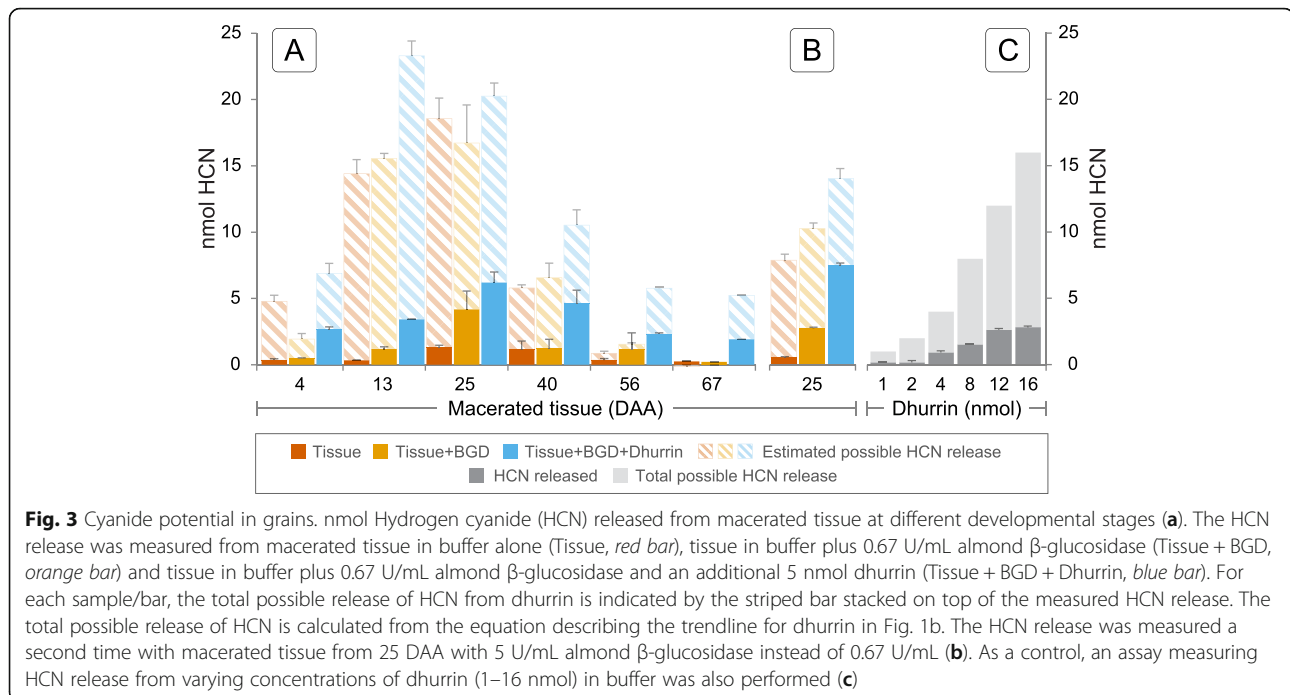 25
20
15
10
5
0
nmol HCN
A
B
C
25
20
15
10
5
0
nmol HCN
4 13 25 40 56 67 25 1 2 4 8 12 16
Macerated tissue (DAA) Dhurrin (nmol)
Tissue Tissue+BGD Tissue+BGD+Dhurrin Estimated possible HCN release
HCN released Total possible HCN release
Fig. 3 Cyanide potential in grains. nmol Hydrogen cyanide (HCN) released from macerated tissue at different developmental stages (a). The HCN
release was measured from macerated tissue in buffer alone (Tissue, red bar), tissue in buffer plus 0.67 U/mL almond β-glucosidase (Tissue + BGD,
orange bar) and tissue in buffer plus 0.67 U/mL almond β-glucosidase and an additional 5 nmol dhurrin (Tissue + BGD + Dhurrin, blue bar). For
each sample/bar, the total possible release of HCN from dhurrin is indicated by the striped bar stacked on top of the measured HCN release. The
total possible release of HCN is calculated from the equation describing the trendline for dhurrin in Fig. 1b. The HCN release was measured a
second time with macerated tissue from 25 DAA with 5 U/mL almond β-glucosidase instead of 0.67 U/mL (b). As a control, an assay measuring
HCN release from varying concentrations of dhurrin (1–16 nmol) in buffer was also performed (c)